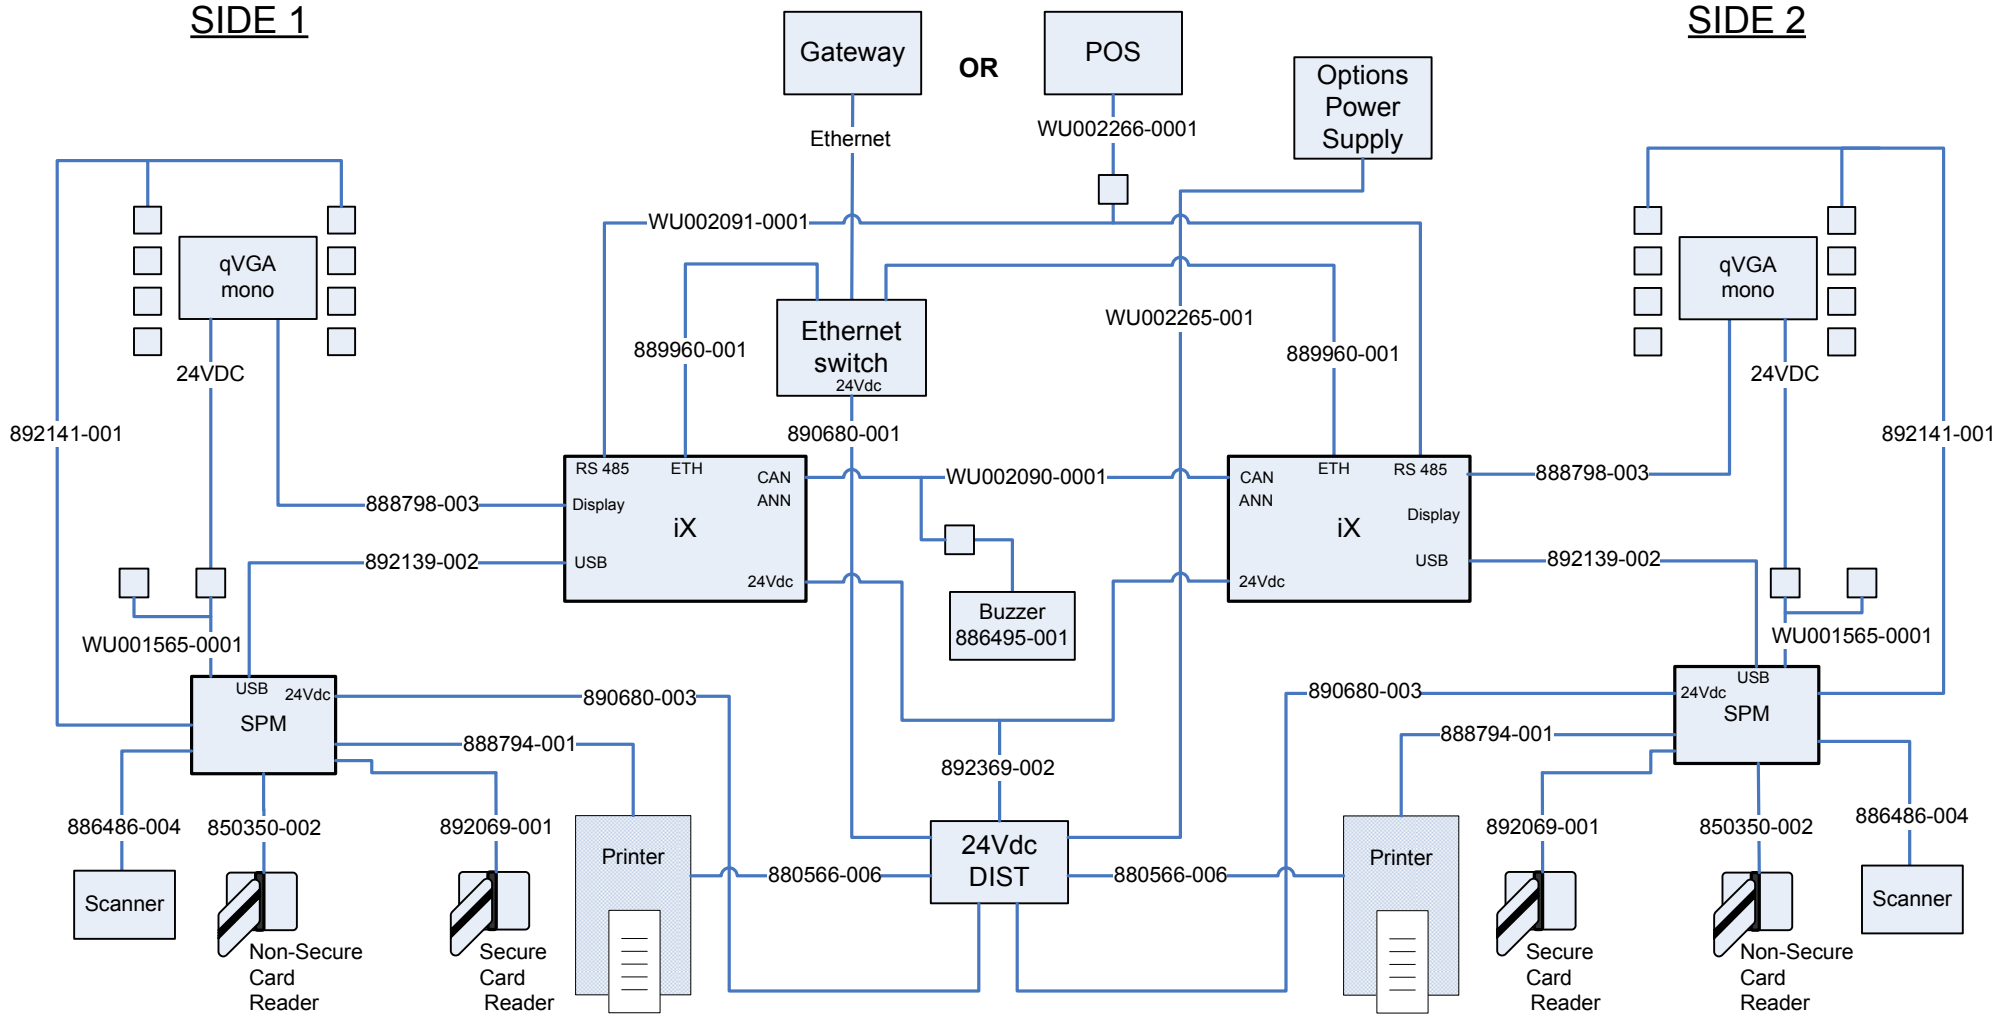 SIDE 1
SIDE 2
Gateway
OR
POS
Options
Power
Supply
Ethernet
WU002266-0001
WU002091-0001
qVGA
mono
qVGA
mono
Ethernet
switch
24Vdc
WU002265-001
889960-001
889960-001
24VDC
24VDC
892141-001
890680-001
892141-001
RS 485
ETH
CAN
ANN
Display
iX
USB
24Vdc
WU002090-0001
ETH
RS 485
CAN
ANN
Display
iX
USB
24Vdc
888798-003
888798-003
892139-002
892139-002
Buzzer
886495-001
WU001565-0001
WU001565-0001
USB
24Vdc
SPM
890680-003
890680-003
USB
24Vdc
SPM
888794-001
888794-001
892369-002
886486-004
850350-002
892069-001
892069-001
850350-002
886486-004
Printer
880566-006
24Vdc
DIST
880566-006
Printer
Scanner
Scanner
Non-Secure
Card
Reader
Secure
Card
Reader
Secure
Card
Reader
Non-Secure
Card
Reader